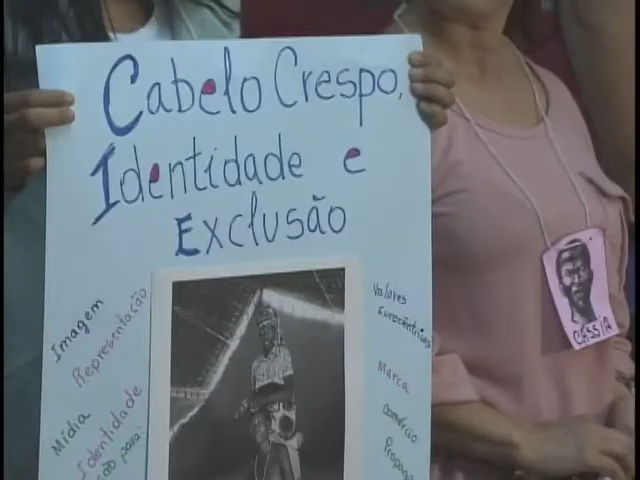 Cabelo Crespo,
Identidade e
Exclusão
Imagem
Representação
Mídia
Identidade
Valores
Eurocêntricos
Marca
Comércio
CÁSSIA